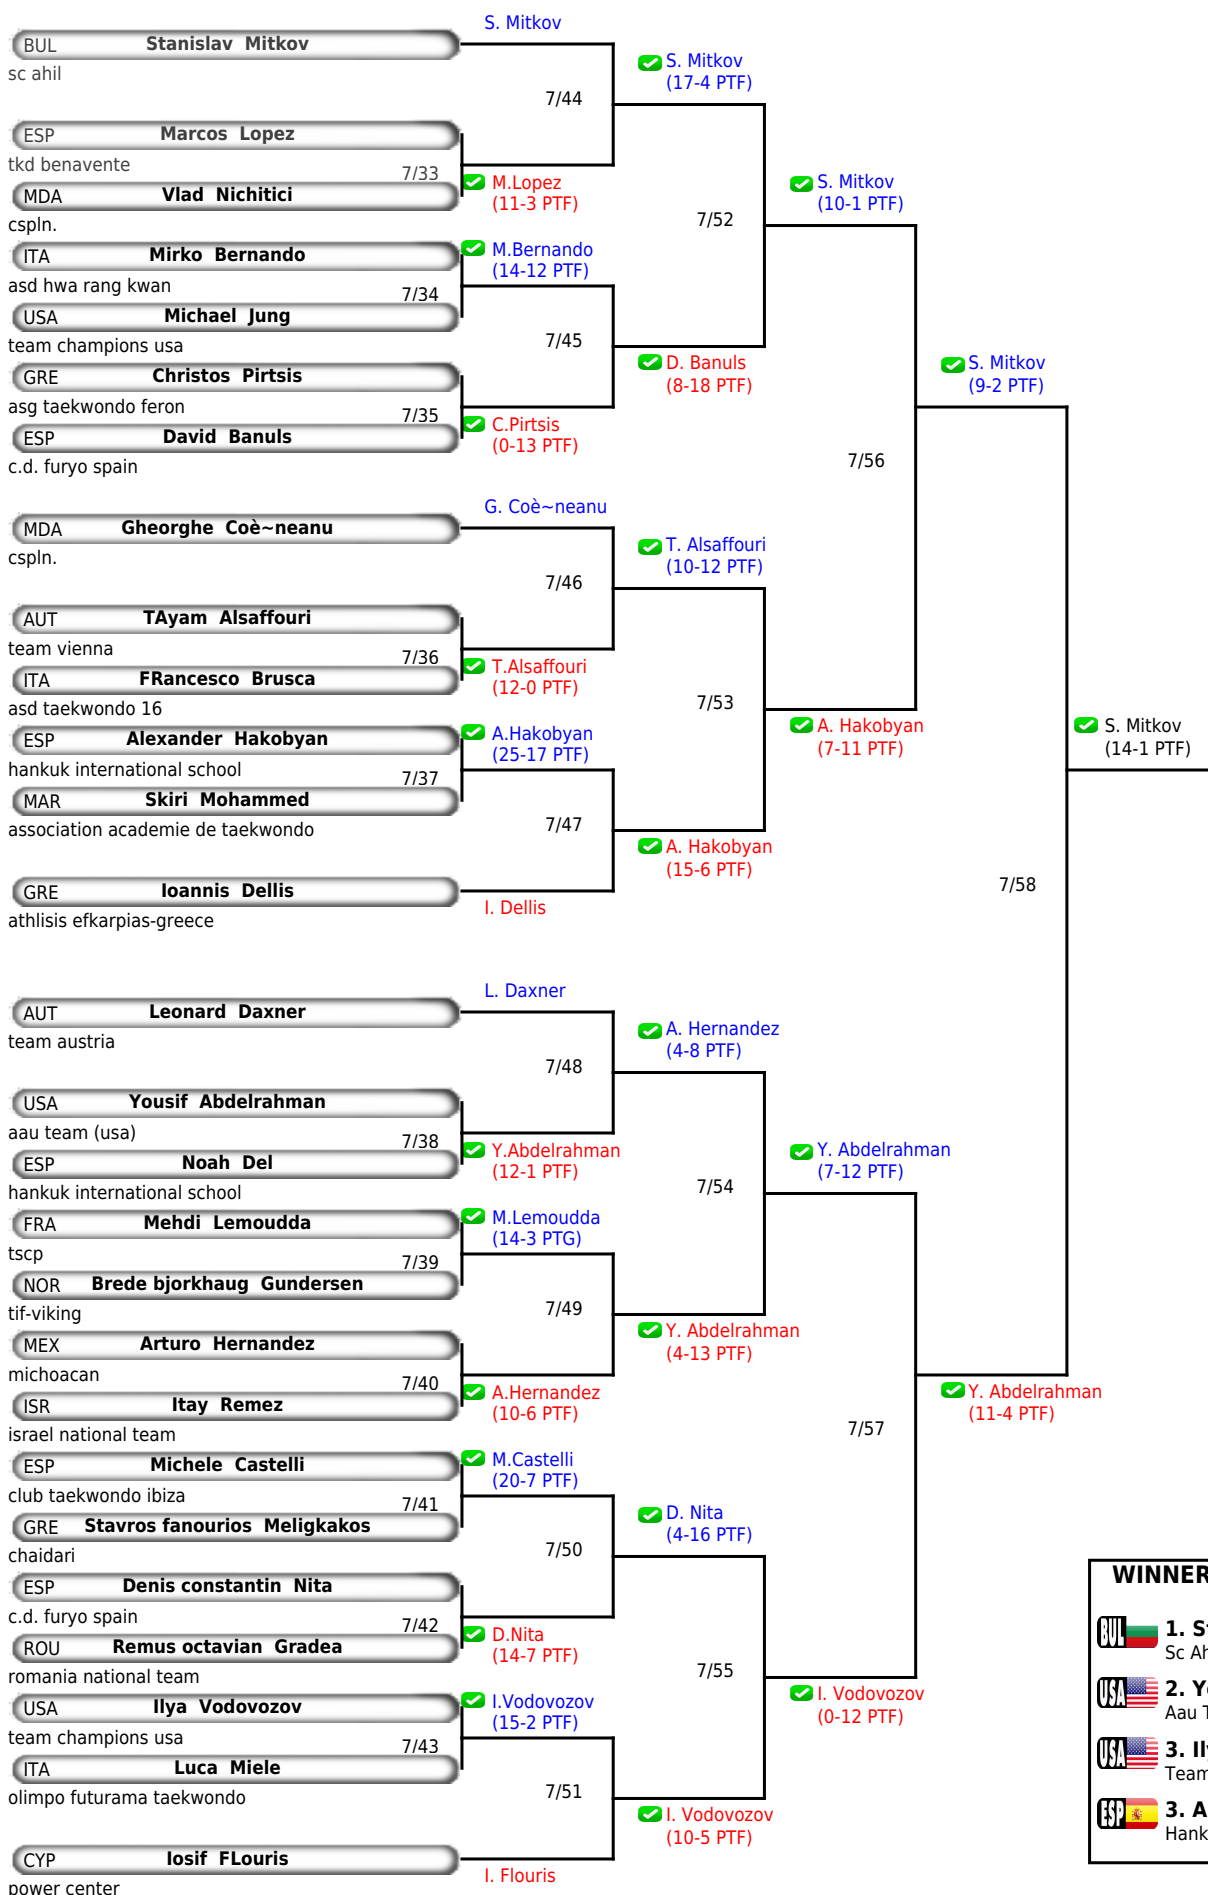 S. Mitkov
BUL Stanislav Mitkov
sc ahil
S. Mitkov
(17-4 PTF)
7/44
ESP Marcos Lopez
tkd benavente
7/33
M.Lopez
(11-3 PTF)
MDA Vlad Nichitici
cspln.
S. Mitkov
(10-1 PTF)
7/52
ITA Mirko Bernando
asd hwa rang kwan
M.Bernando
(14-12 PTF)
7/34
USA Michael Jung
team champions usa
7/45
D. Banuls
(8-18 PTF)
S. Mitkov
(9-2 PTF)
GRE Christos Pirtsis
asg taekwondo feron
7/35
C.Pirtsis
(0-13 PTF)
ESP David Banuls
c.d. furyo spain
7/56
G. Coè~neanu
MDA Gheorghe Coè~neanu
cspln.
T. Alsaffouri
(10-12 PTF)
7/46
AUT TAyam Alsaffouri
team vienna
7/36
T.Alsaffouri
(12-0 PTF)
ITA FRancesco Brusca
asd taekwondo 16
7/53
A. Hakobyan
(7-11 PTF)
S. Mitkov
(14-1 PTF)
ESP Alexander Hakobyan
hankuk international school
A.Hakobyan
(25-17 PTF)
7/37
MAR Skiri Mohammed
association academie de taekwondo
7/47
A. Hakobyan
(15-6 PTF)
GRE Ioannis Dellis
athlisis efkarpias-greece
I. Dellis
7/58
L. Daxner
AUT Leonard Daxner
team austria
A. Hernandez
(4-8 PTF)
7/48
USA Yousif Abdelrahman
aau team (usa)
7/38
Y.Abdelrahman
(12-1 PTF)
ESP Noah Del
hankuk international school
Y. Abdelrahman
(7-12 PTF)
7/54
FRA Mehdi Lemoudda
tscp
M.Lemoudda
(14-3 PTG)
7/39
NOR Brede bjorkhaug Gundersen
tif-viking
7/49
Y. Abdelrahman
(4-13 PTF)
MEX Arturo Hernandez
michoacan
7/40
A.Hernandez
(10-6 PTF)
ISR Itay Remez
israel national team
Y. Abdelrahman
(11-4 PTF)
7/57
ESP Michele Castelli
club taekwondo ibiza
M.Castelli
(20-7 PTF)
7/41
GRE Stavros fanourios Meligkakos
chaidari
D. Nita
(4-16 PTF)
7/50
ESP Denis constantin Nita
c.d. furyo spain
7/42
D.Nita
(14-7 PTF)
ROU Remus octavian Gradea
romania national team
7/55
I. Vodovozov
(0-12 PTF)
USA Ilya Vodovozov
team champions usa
I.Vodovozov
(15-2 PTF)
7/43
ITA Luca Miele
olimpo futurama taekwondo
7/51
I. Vodovozov
(10-5 PTF)
CYP Iosif FLouris
power center
I. Flouris
WINNER
BUL 1. St
Sc Ah
USA 2. Yo
Aau T
USA 3. Ily
Team
ESP 3. A
Hank